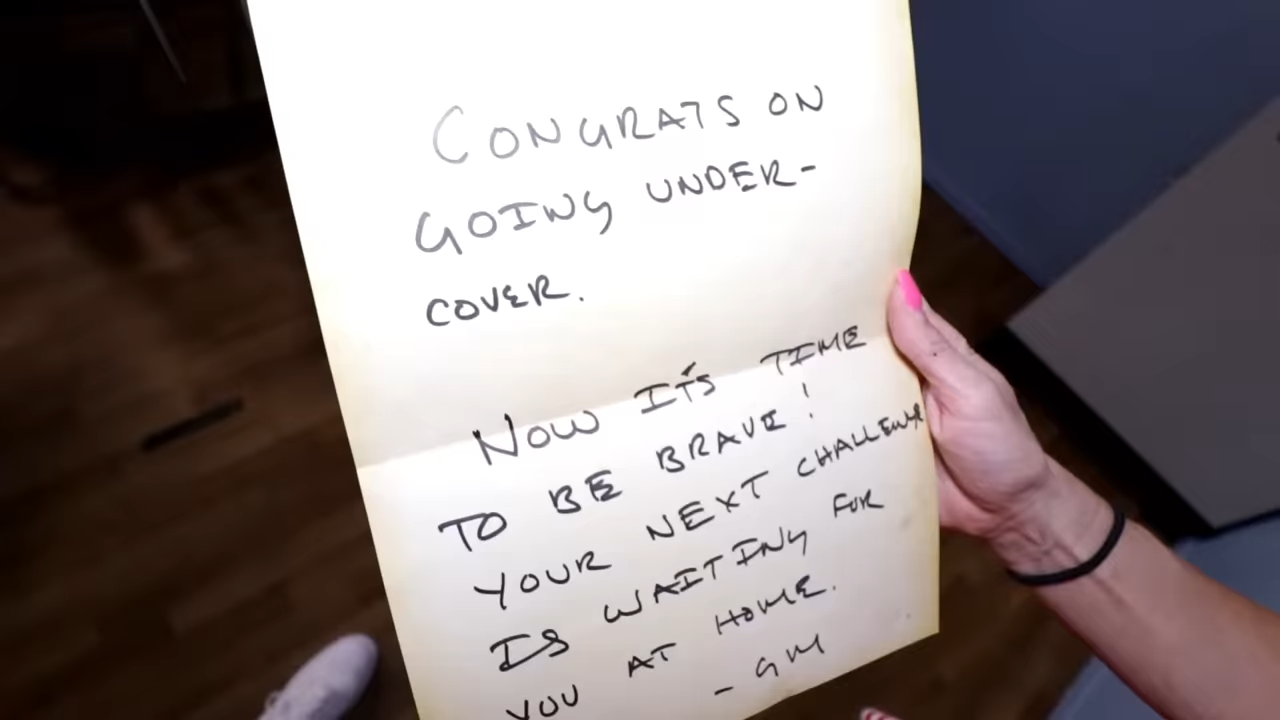 CONGRATS ON
GOING UNDER-
COVER.
NOW IT'S TIME
TO BE BRAVE!
YOUR NEXT CHALLENGE
IS WAITING FOR
YOU AT HOME.
- GM